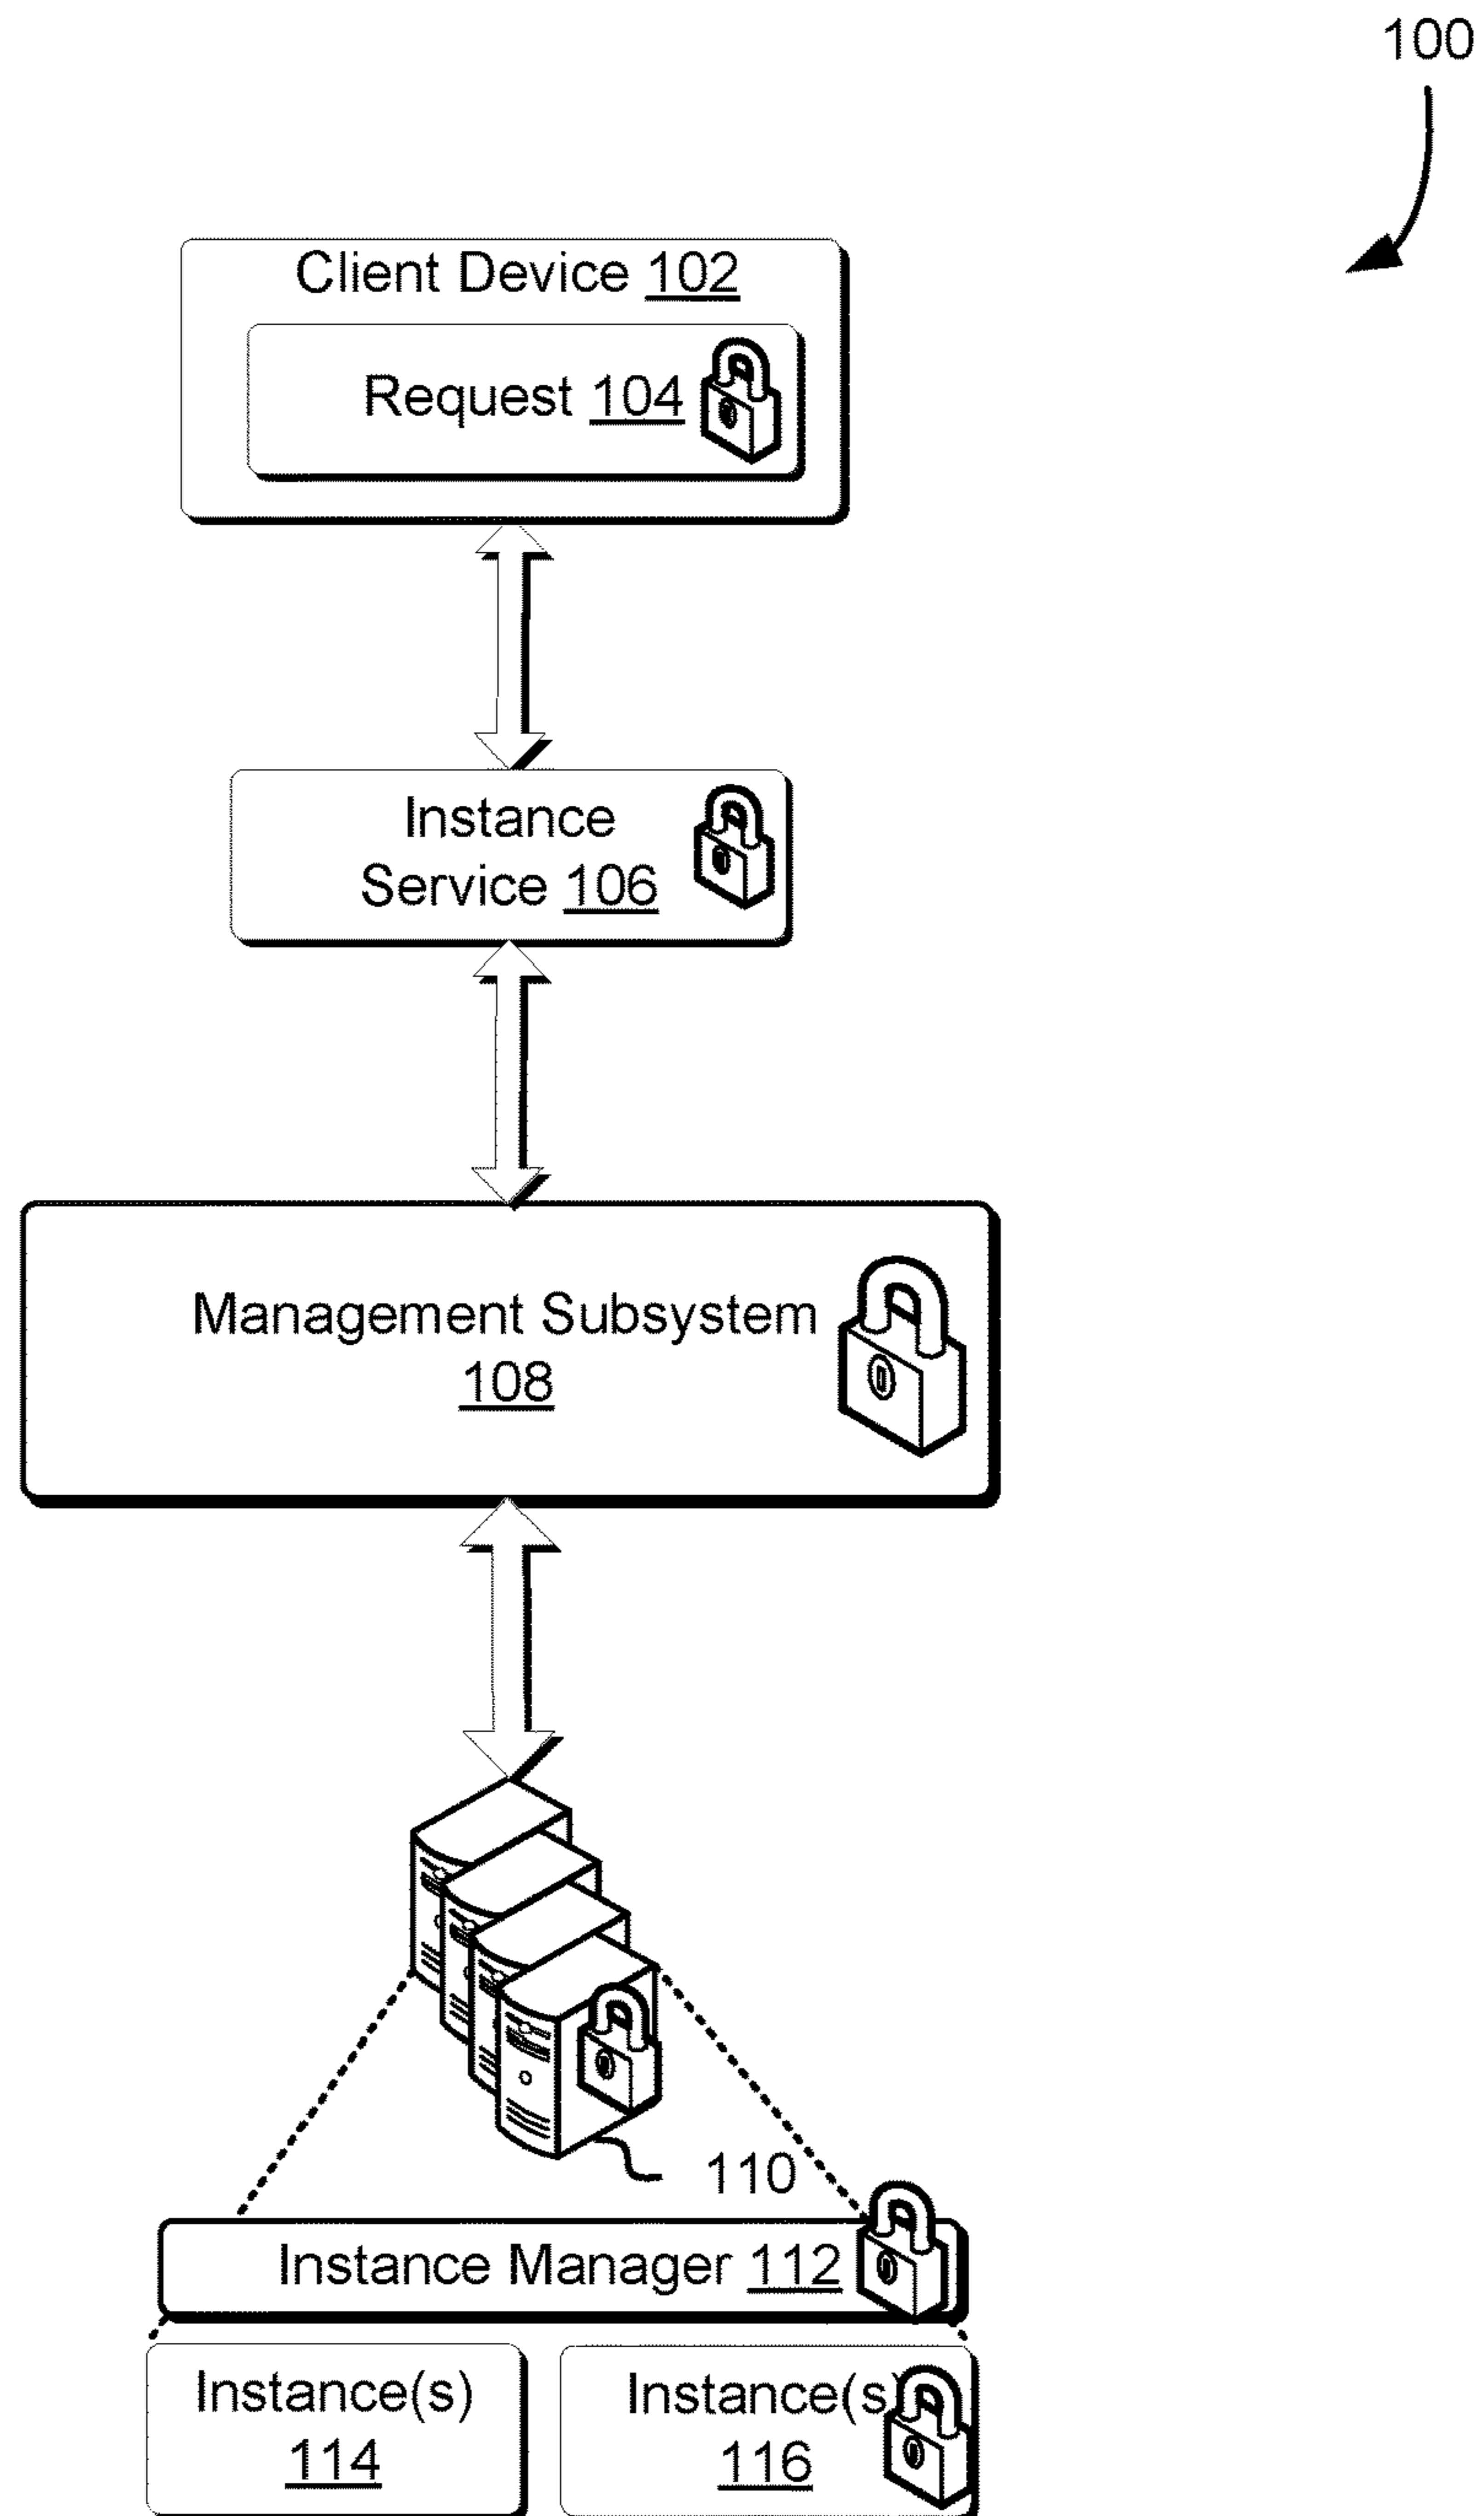 100
Client Device 102
Request 104
Instance
Service 106
Management Subsystem
108
110
Instance Manager 112
Instance(s)
114
Instance(s)
116